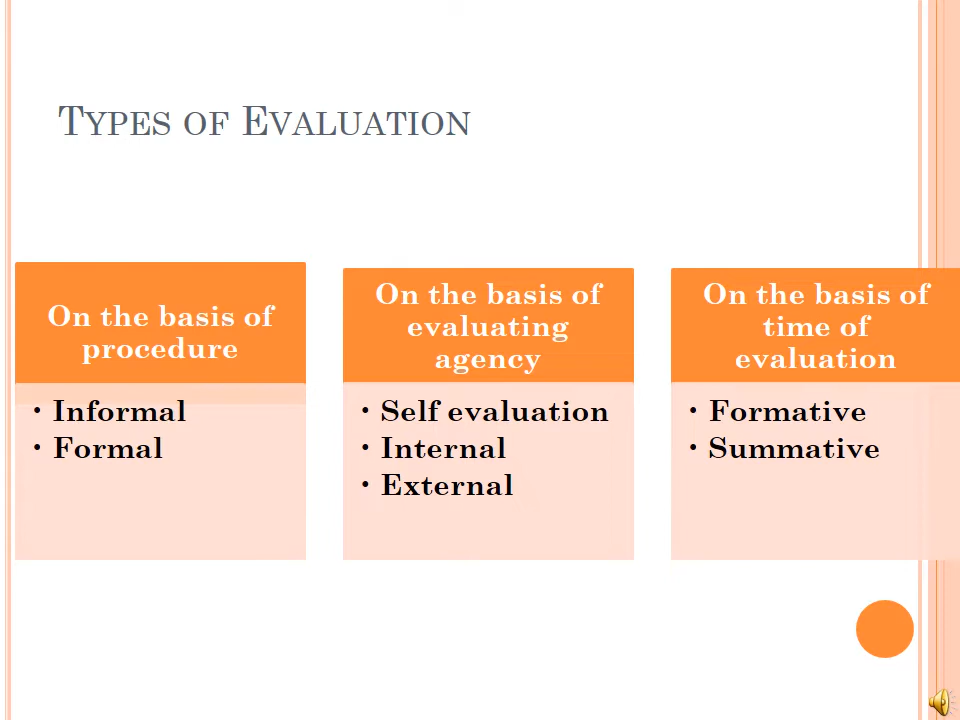 Types of Evaluation
On the basis of
procedure
• Informal
• Formal
On the basis of
evaluating
agency
• Self evaluation
• Internal
• External
On the basis of
time of
evaluation
• Formative
• Summative